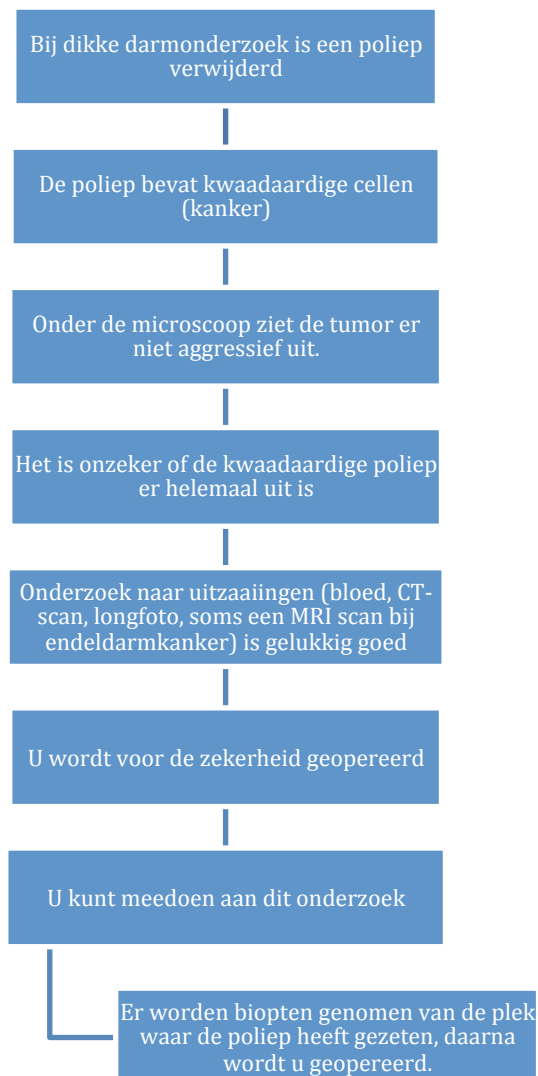 Bij dikke darmonderzoek is een poliep
verwijderd
De poliep bevat kwaadaardige cellen
(kanker)
Onder de microscoop ziet de tumor er
niet aggressief uit.
Het is onzeker of de kwaadaardige poliep
er helemaal uit is
Onderzoek naar uitzaaiingen (bloed, CT-
scan, longfoto, soms een MRI scan bij
endeldarmkanker) is gelukkig goed
U wordt voor de zekerheid geopereerd
U kunt meedoen aan dit onderzoek
Er worden biopten genomen van de plek
waar de poliep heeft gezeten, daarna
wordt u geopereerd.